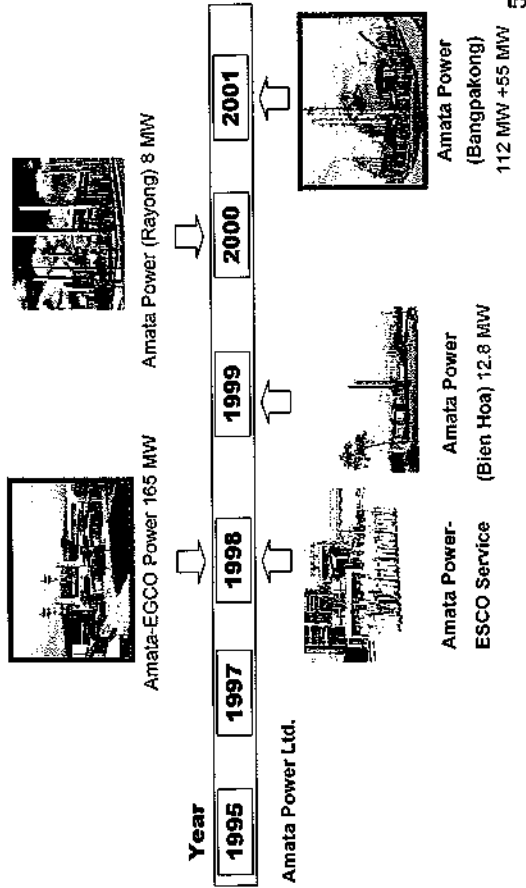 Amata-EGCO Power 165 MW
Amata Power (Rayong) 8 MW
Year
1995
1997
1998
1999
2000
2001
Amata Power Ltd.
Amata Power-
ESCO Service
Amata Power
(Bien Hoa) 12.8 MW
Amata Power
(Bangpakong)
112 MW +55 MW
5